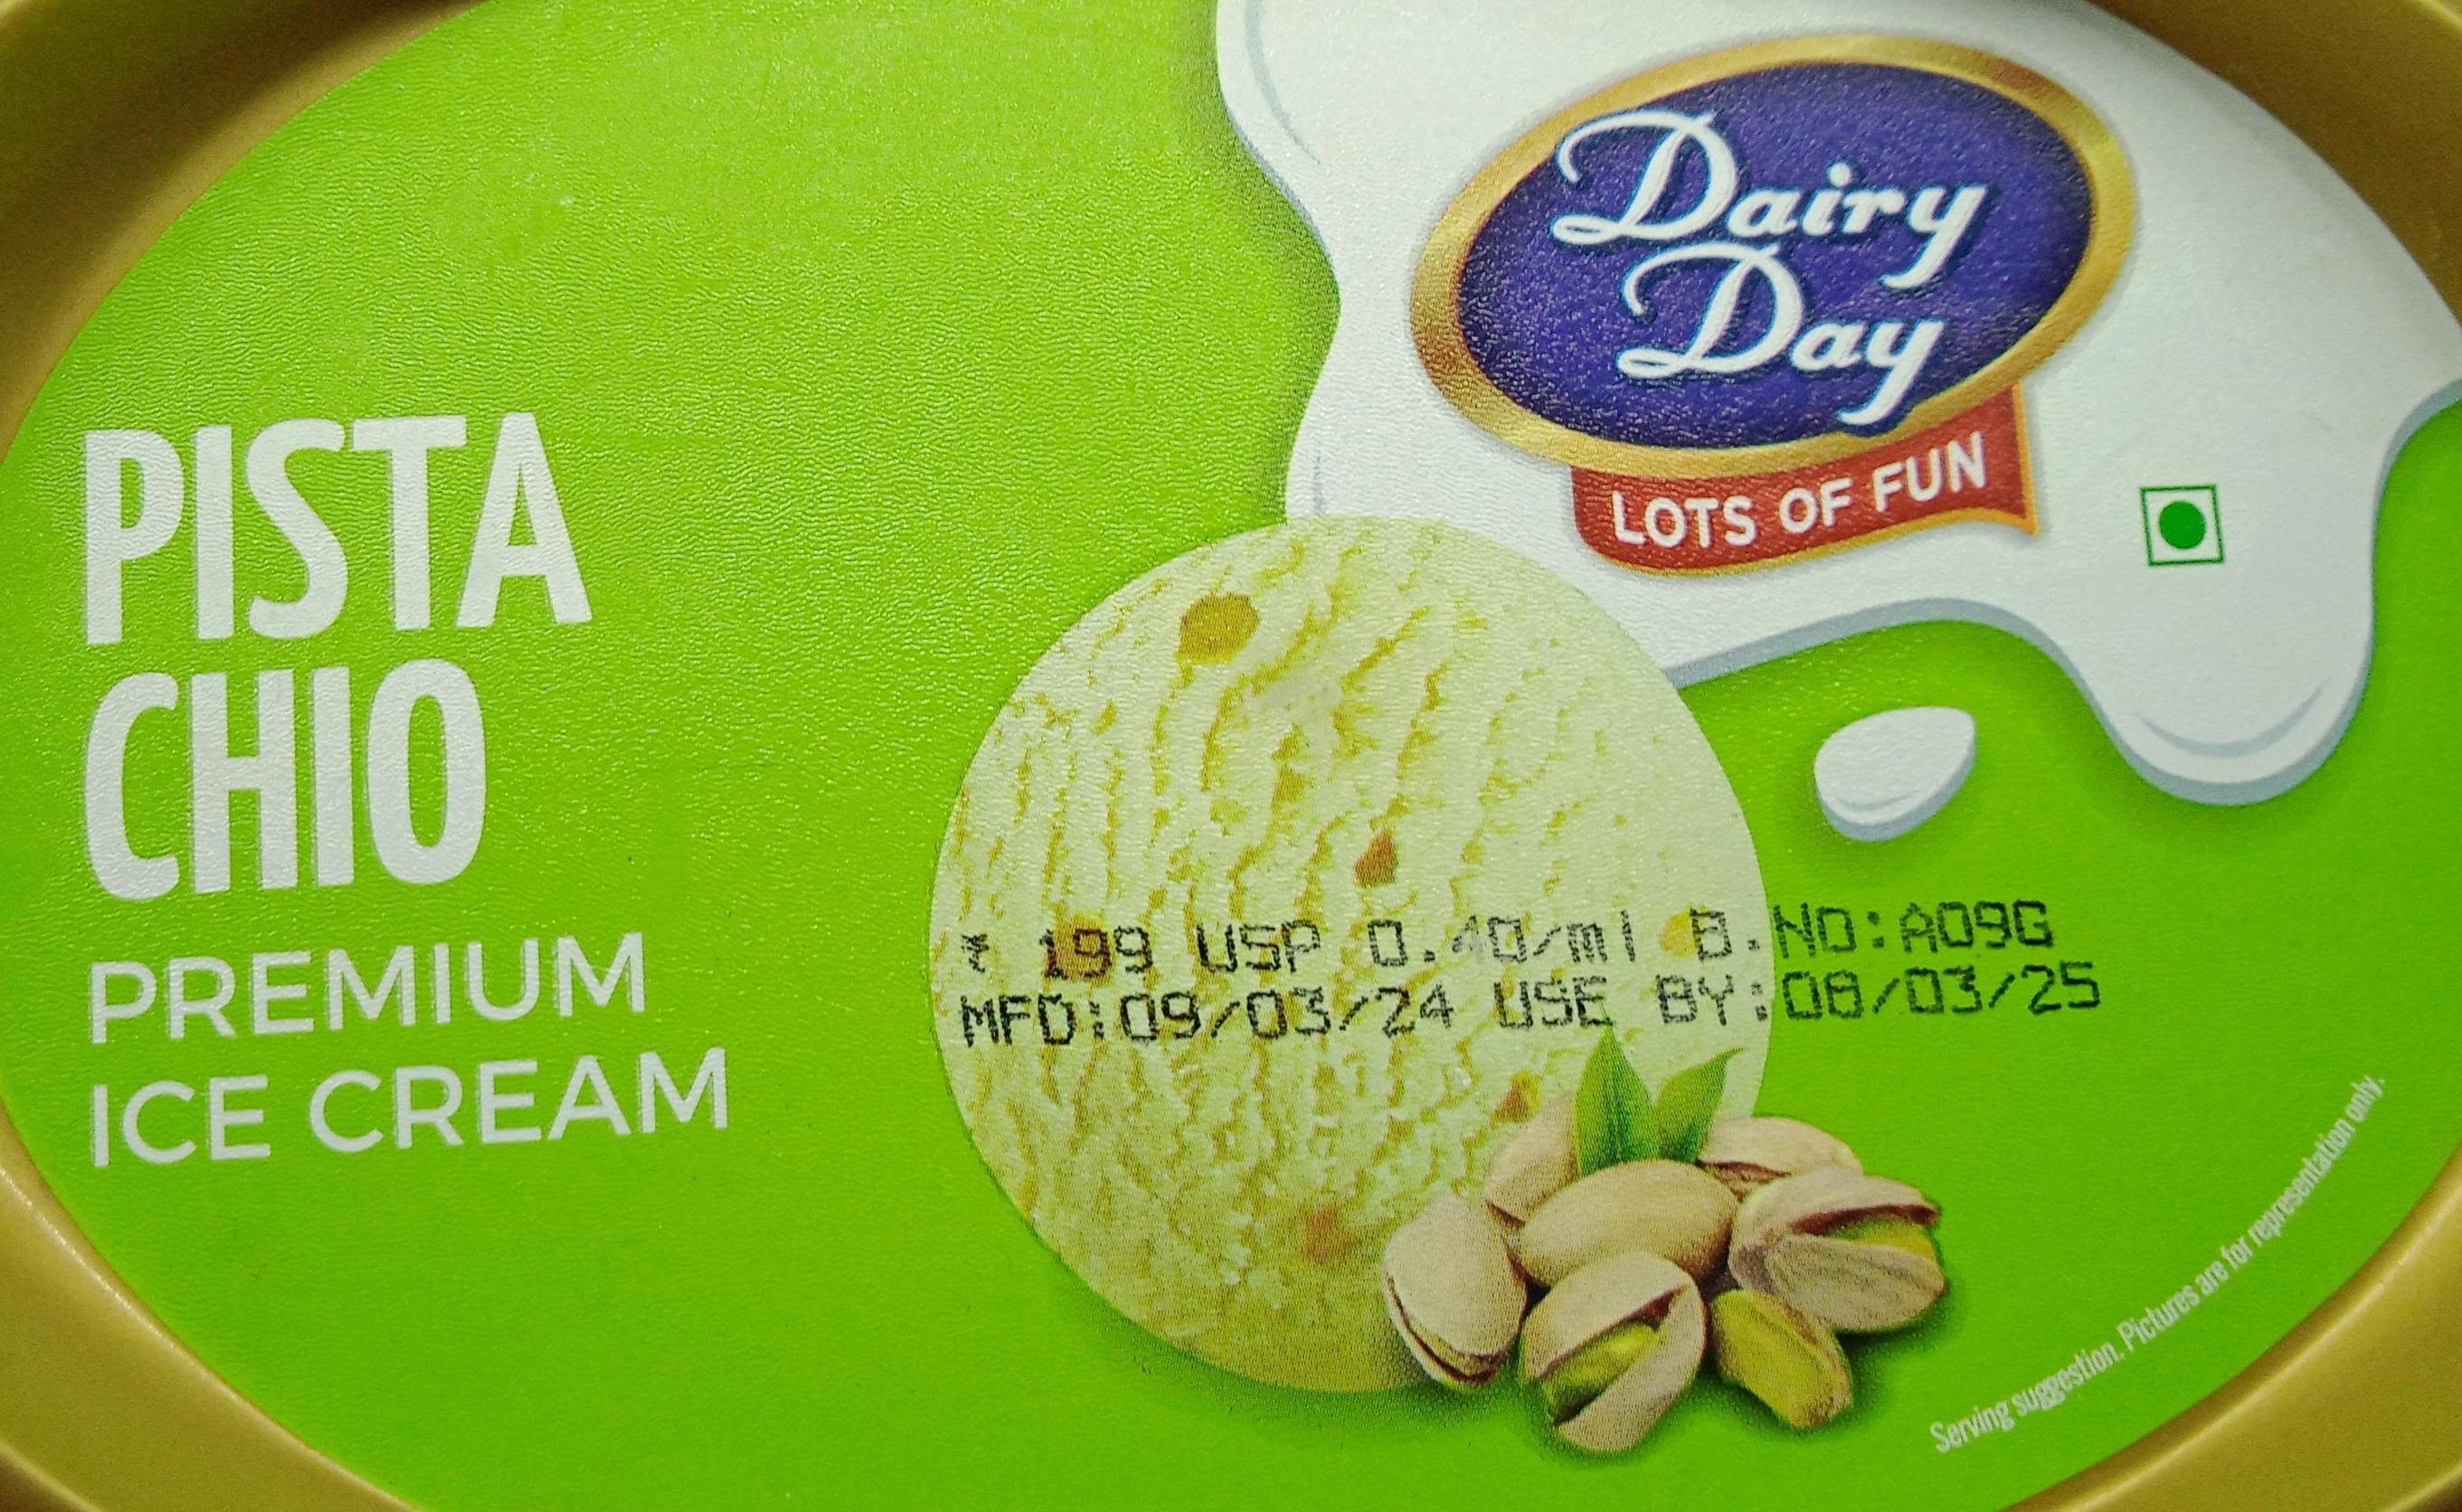 Dairy
Day
LOTS OF FUN
PISTA
CHIO
PREMIUM
ICE CREAM
₹ 199 USP 0.40/ml B.NO:A09G
MFD:09/03/24 USE BY:08/03/25
Serving suggestion. Pictures are for representation only.